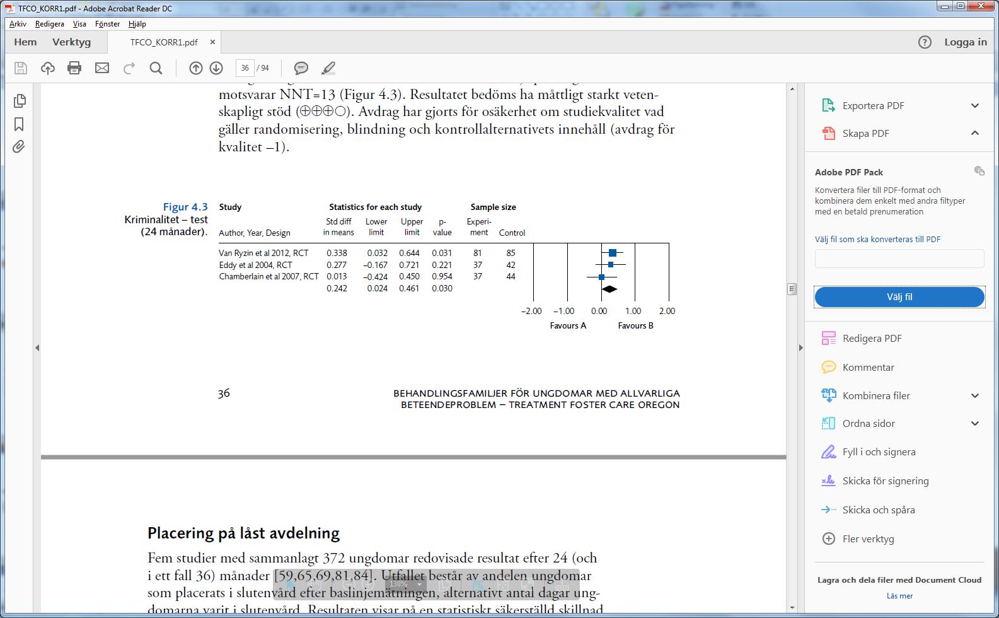 TFCO_KORR1.pdf - Adobe Acrobat Reader DC
Arkiv Redigera Visa Fönster Hjälp
Hem Verktyg TFCO_KORR1.pdf × ? Logga in
36 / 94
motsvarar NNT=13 (Figur 4.3). Resultatet bedöms ha måttligt starkt veten-
skapligt stöd (⊕⊕⊕○). Avdrag har gjorts för osäkerhet om studiekvalitet vad
gäller randomisering, blindning och kontrollalternativets innehåll (avdrag för
kvalitet –1).
Figur 4.3
Kriminalitet – test
(24 månader).
Study Statistics for each study Sample size
Std diff Lower Upper p- Experi-
Author, Year, Design in means limit limit value ment Control
Van Ryzin et al 2012, RCT 0.338 0.032 0.644 0.031 81 85
Eddy et al 2004, RCT 0.277 –0.167 0.721 0.221 37 42
Chamberlain et al 2007, RCT 0.013 –0.424 0.450 0.954 37 44
0.242 0.024 0.461 0.030
–2.00 –1.00 0.00 1.00 2.00
Favours A Favours B
36
BEHANDLINGSFAMILJER FÖR UNGDOMAR MED ALLVARLIGA
BETEENDEPROBLEM – TREATMENT FOSTER CARE OREGON
Placering på låst avdelning
Fem studier med sammanlagt 372 ungdomar redovisade resultat efter 24 (och
i ett fall 36) månader [59,65,69,81,84]. Utfallet består av andelen ungdomar
som placerats i slutenvård efter baslinjemätningen, alternativt antal dagar ung-
domarna varit i slutenvård. Resultaten visar på en statistiskt säkerställd skillnad
130%
Exportera PDF
Skapa PDF
Adobe PDF Pack
Konvertera filer till PDF-format och
kombinera dem enkelt med andra filtyper
med en betald prenumeration
Välj fil som ska konverteras till PDF
Välj fil
Redigera PDF
Kommentar
Kombinera filer
Ordna sidor
Fyll i och signera
Skicka för signering
Skicka och spåra
Fler verktyg
Lagra och dela filer med Document Cloud
Läs mer